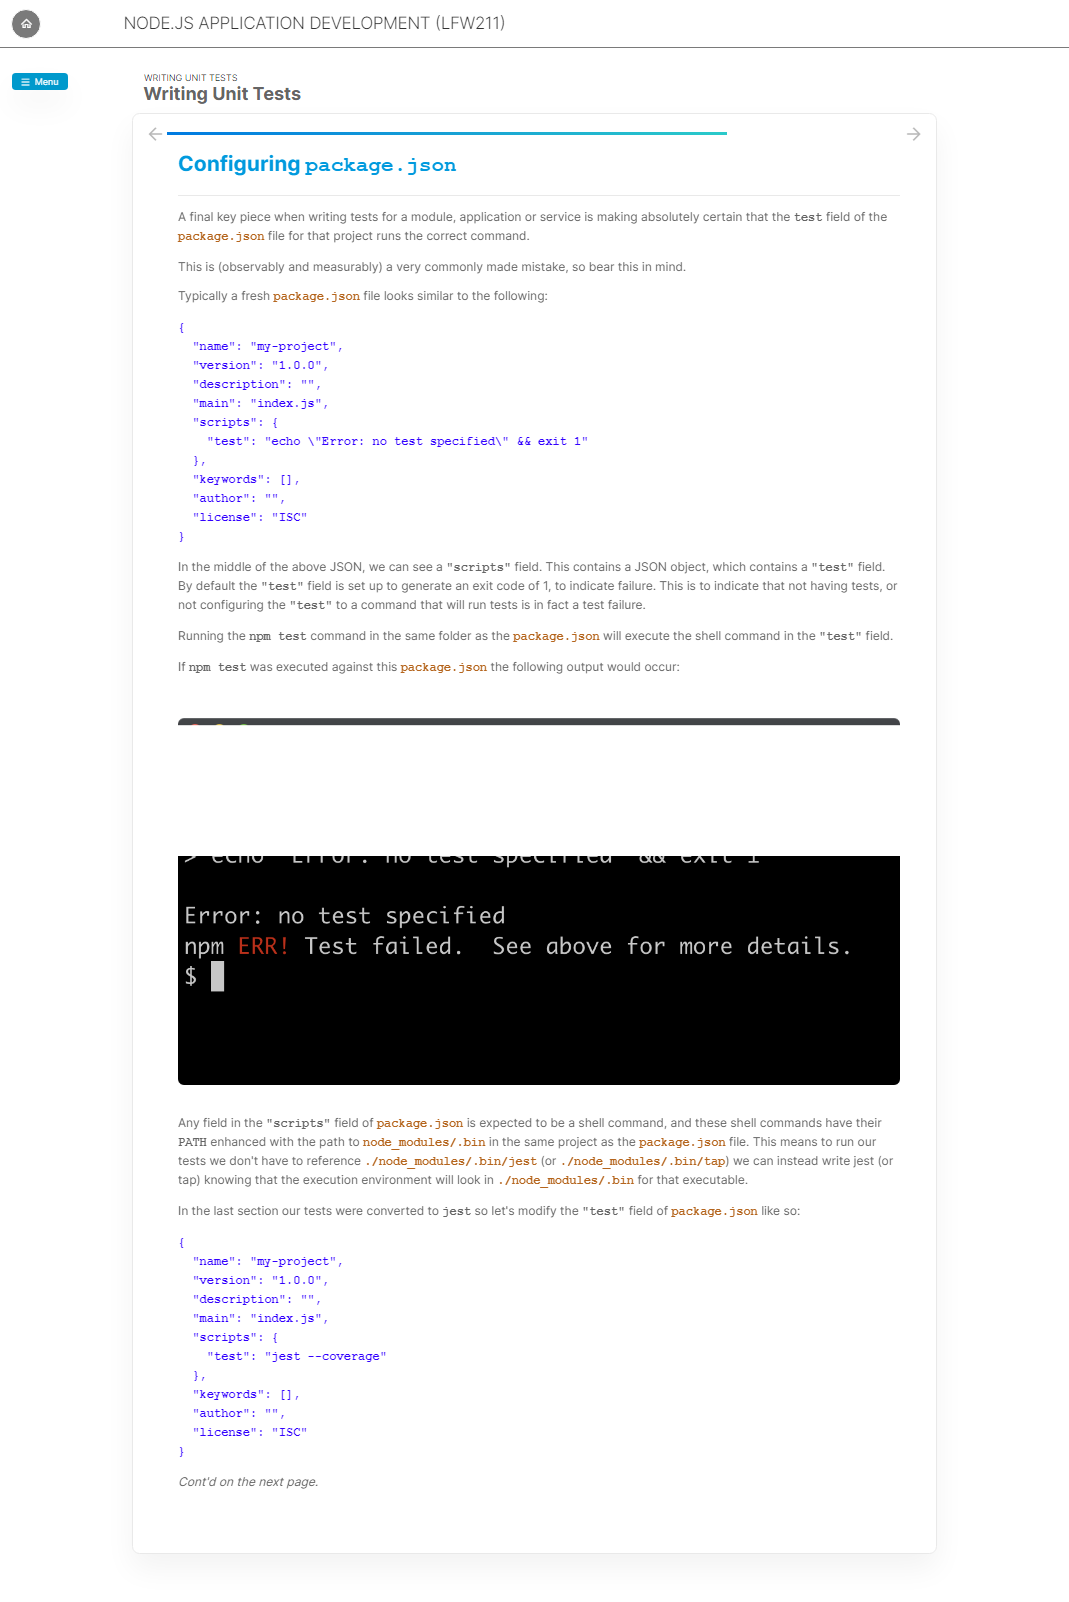 NODE.JS APPLICATION DEVELOPMENT (LFW211)
Menu
WRITING UNIT TESTS
Writing Unit Tests
Configuring package.json
A final key piece when writing tests for a module, application or service is making absolutely certain that the test field of the
package.json file for that project runs the correct command.
This is (observably and measurably) a very commonly made mistake, so bear this in mind.
Typically a fresh package.json file looks similar to the following:
{
  "name": "my-project",
  "version": "1.0.0",
  "description": "",
  "main": "index.js",
  "scripts": {
    "test": "echo \"Error: no test specified\" && exit 1"
  },
  "keywords": [],
  "author": "",
  "license": "ISC"
}
In the middle of the above JSON, we can see a "scripts" field. This contains a JSON object, which contains a "test" field.
By default the "test" field is set up to generate an exit code of 1, to indicate failure. This is to indicate that not having tests, or
not configuring the "test" to a command that will run tests is in fact a test failure.
Running the npm test command in the same folder as the package.json will execute the shell command in the "test" field.
If npm test was executed against this package.json the following output would occur:
> echo Error: no test specified && exit 1
Error: no test specified
npm ERR! Test failed.  See above for more details.
$
Any field in the "scripts" field of package.json is expected to be a shell command, and these shell commands have their
PATH enhanced with the path to node_modules/.bin in the same project as the package.json file. This means to run our
tests we don't have to reference ./node_modules/.bin/jest (or ./node_modules/.bin/tap) we can instead write jest (or
tap) knowing that the execution environment will look in ./node_modules/.bin for that executable.
In the last section our tests were converted to jest so let's modify the "test" field of package.json like so:
{
  "name": "my-project",
  "version": "1.0.0",
  "description": "",
  "main": "index.js",
  "scripts": {
    "test": "jest --coverage"
  },
  "keywords": [],
  "author": "",
  "license": "ISC"
}
Cont'd on the next page.